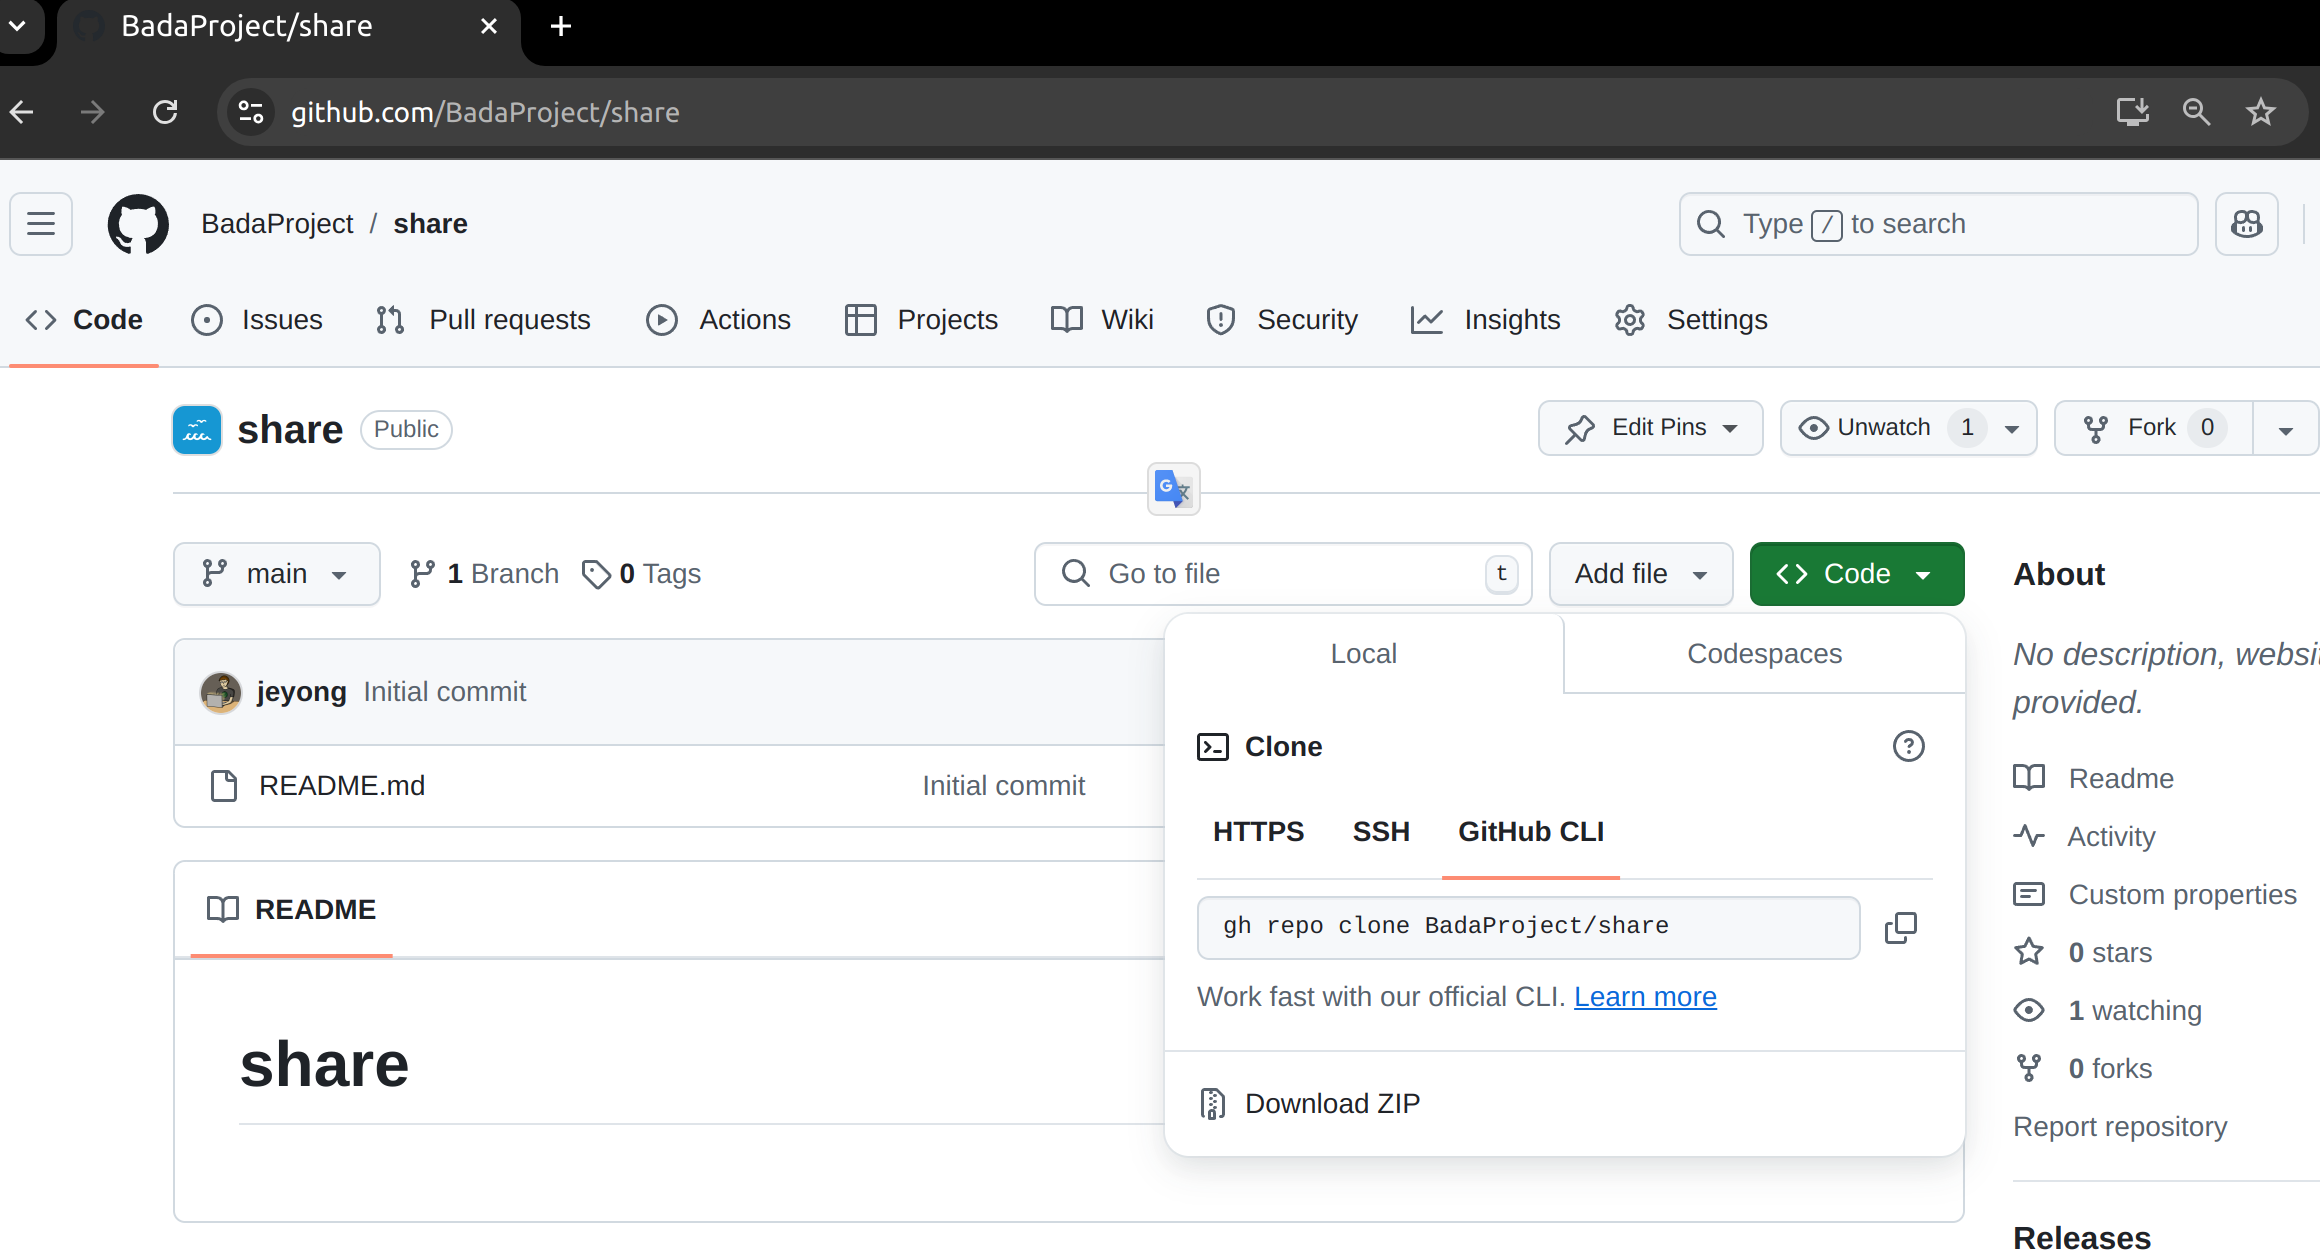 BadaProject/share
github.com/BadaProject/share
BadaProject / share
Type / to search
Code Issues Pull requests Actions Projects Wiki Security Insights Settings
share Public
Edit Pins Unwatch 1 Fork 0
main 1 Branch 0 Tags
Go to file t Add file Code
Local Codespaces
jeyong Initial commit
README.md Initial commit
Clone
HTTPS SSH GitHub CLI
gh repo clone BadaProject/share
Work fast with our official CLI. Learn more
Download ZIP
README
share
About
No description, websit
provided.
Readme
Activity
Custom properties
0 stars
1 watching
0 forks
Report repository
Releases